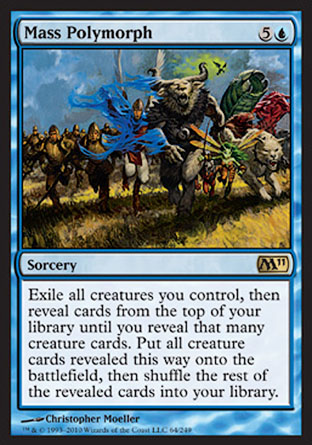 Mass Polymorph 5
Sorcery M11
Exile all creatures you control, then
reveal cards from the top of your
library until you reveal that many
creature cards. Put all creature
cards revealed this way onto the
battlefield, then shuffle the rest of
the revealed cards into your library.
Christopher Moeller
™ & © 1993–2010 Wizards of the Coast LLC 64/249